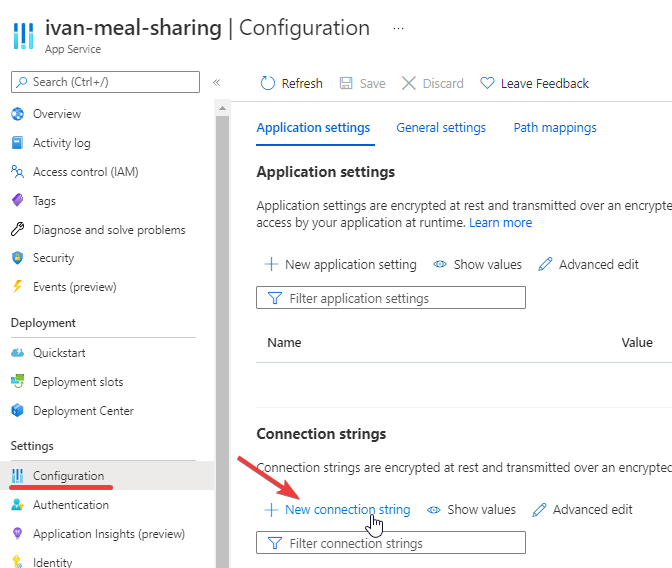 ivan-meal-sharing | Configuration ...
App Service
Search (Ctrl+/) «
Overview
Activity log
Access control (IAM)
Tags
Diagnose and solve problems
Security
Events (preview)
Deployment
Quickstart
Deployment slots
Deployment Center
Settings
Configuration
Authentication
Application Insights (preview)
Identity
Refresh Save Discard Leave Feedback
Application settings General settings Path mappings
Application settings
Application settings are encrypted at rest and transmitted over an encrypte
access by your application at runtime. Learn more
New application setting Show values Advanced edit
Filter application settings
Name Value
Connection strings
Connection strings are encrypted at rest and transmitted over an encrypted
New connection string Show values Advanced edit
Filter connection strings